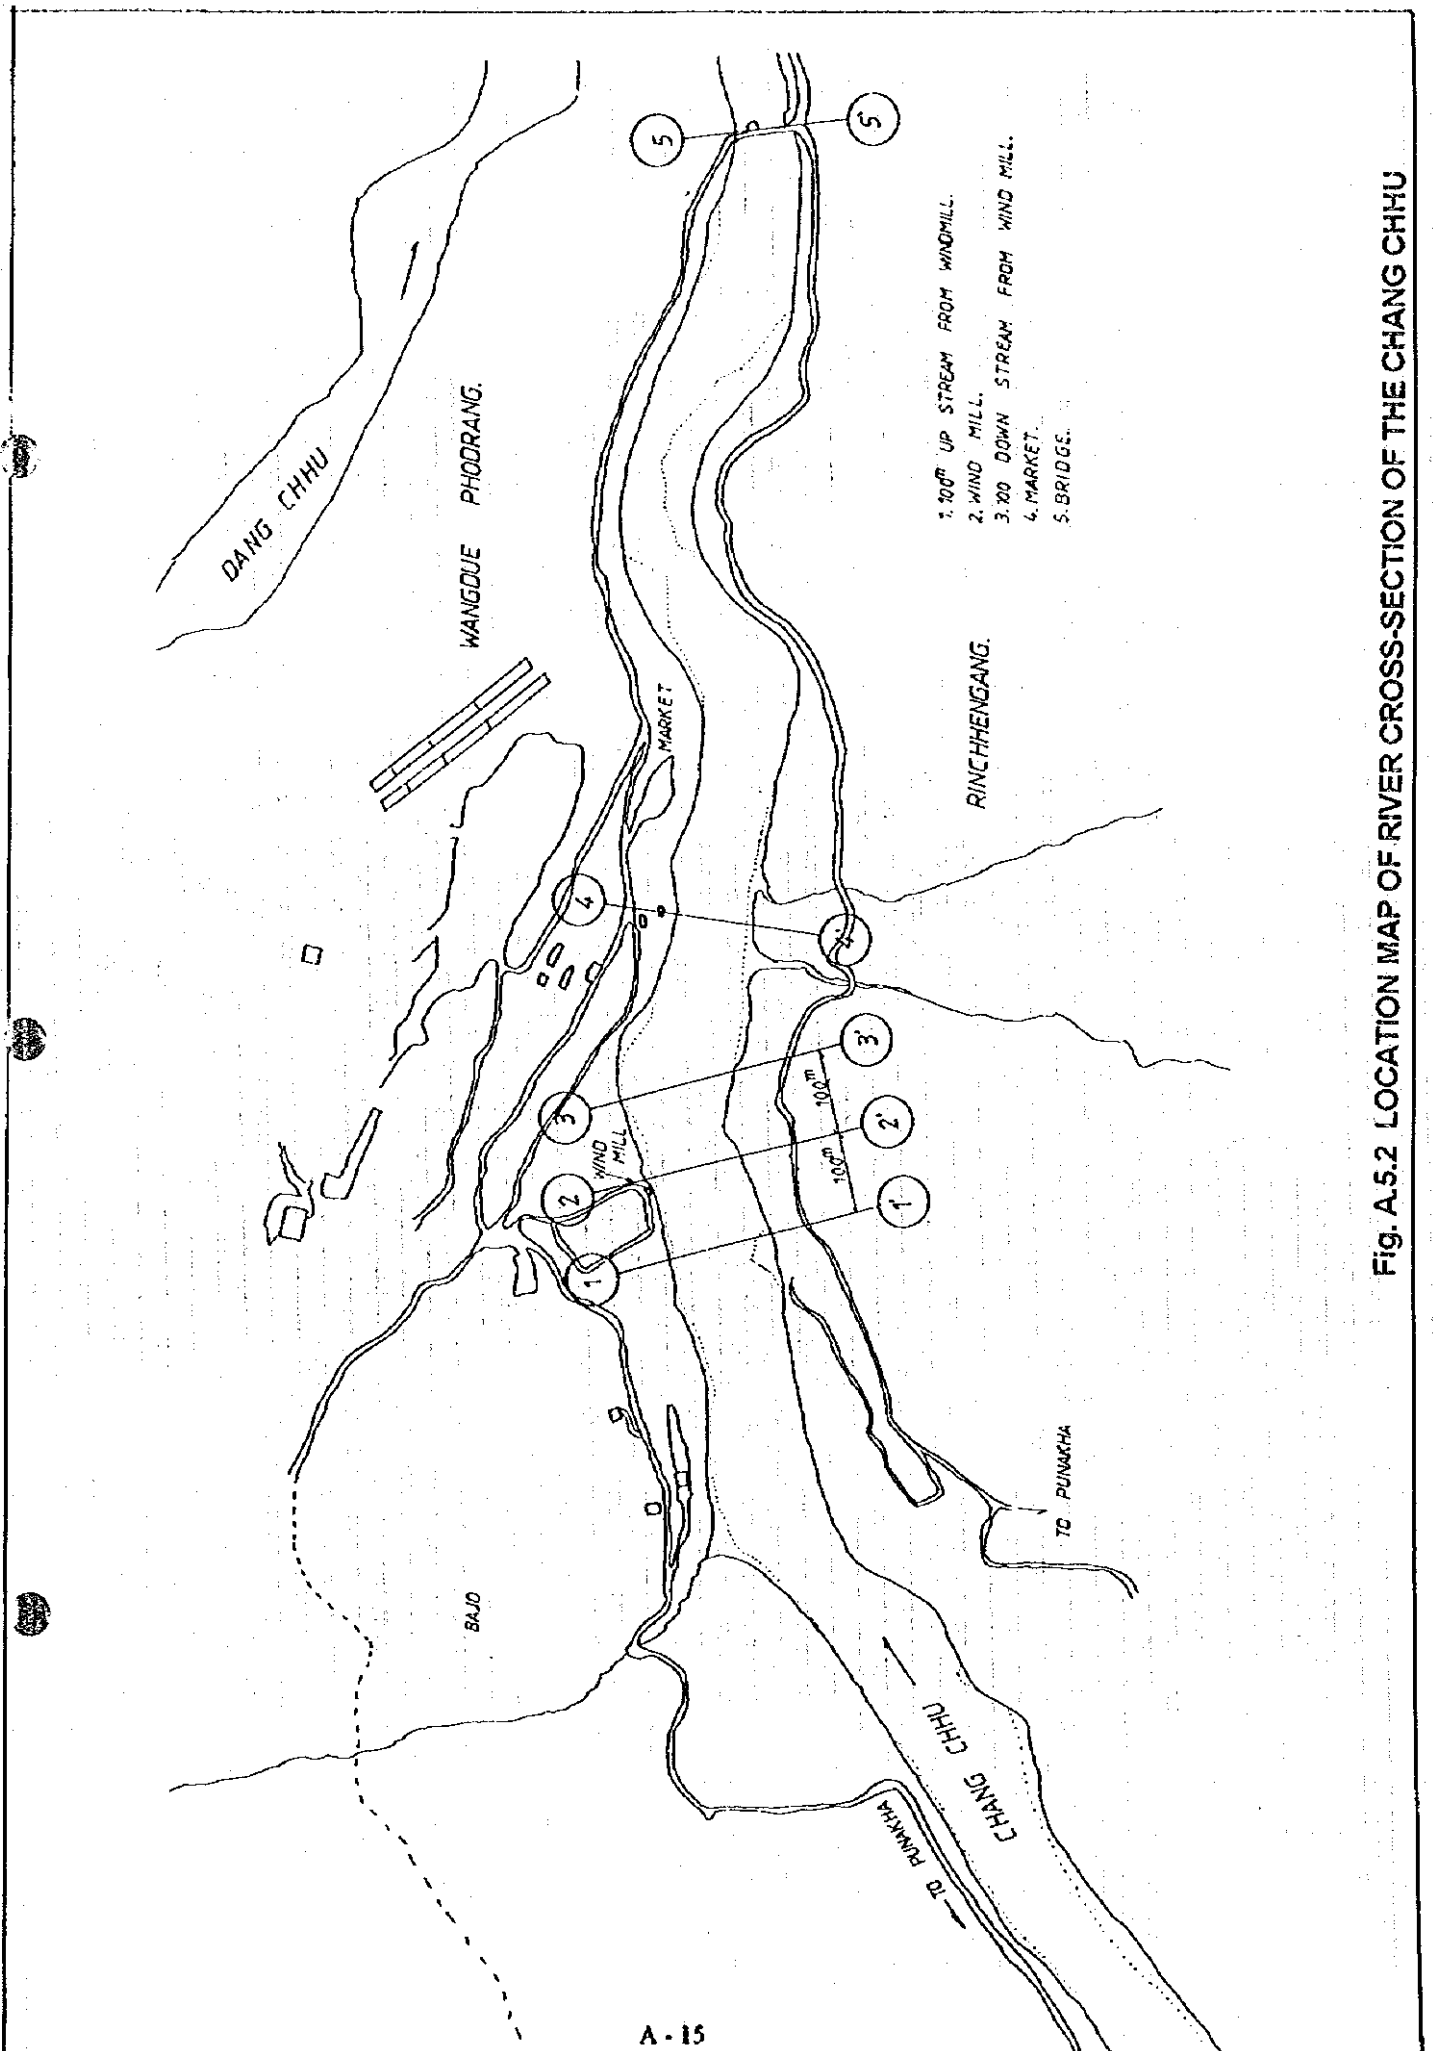 DANG CHHU
WANGDUE PHODRANG.
5
5'
1. 100m UP STREAM FROM WINDMILL.
2. WIND MILL.
3. 100 DOWN STREAM FROM WIND MILL.
4. MARKET.
5. BRIDGE.
MARKET
RINCHHENGANG.
4
4'
3
3'
WIND
MILL
2
2'
1
1'
100m
100m
BAJO
TO PUNAKHA
CHANG CHHU
TO PUNAKHA
Fig. A.5.2 LOCATION MAP OF RIVER CROSS-SECTION OF THE CHANG CHHU
A - 15